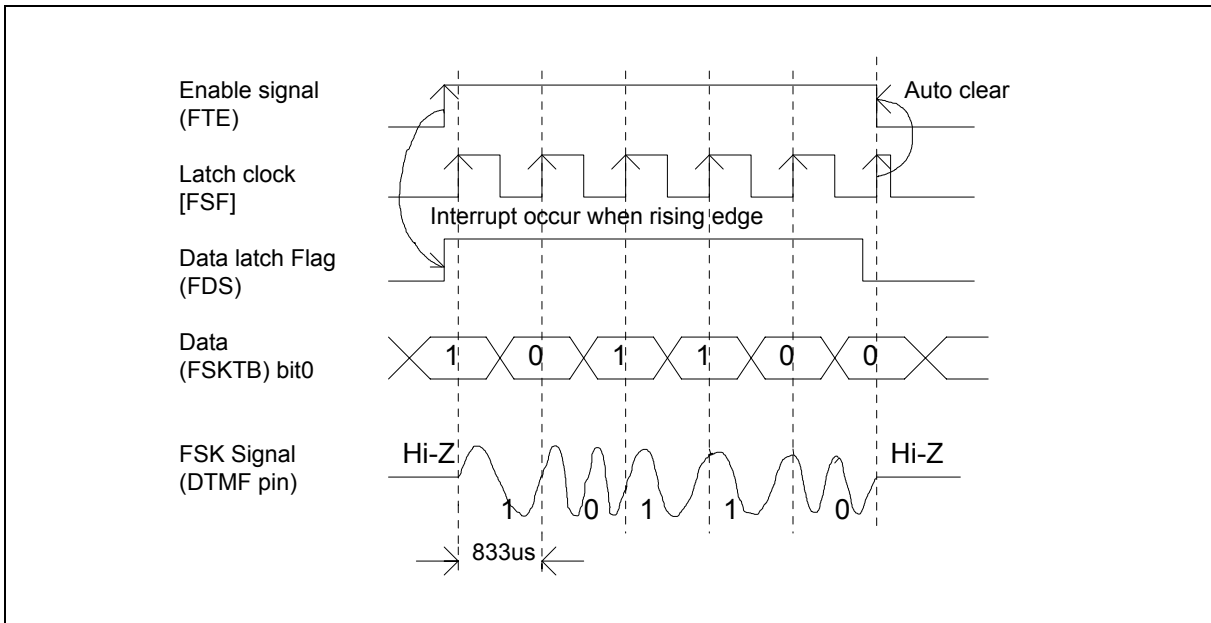 Enable signal
(FTE)
Auto clear
Latch clock
[FSF]
Interrupt occur when rising edge
Data latch Flag
(FDS)
Data
(FSKTB) bit0
1 0 1 1 0 0
FSK Signal
(DTMF pin)
Hi-Z
Hi-Z
1 0 1 1 0
833us